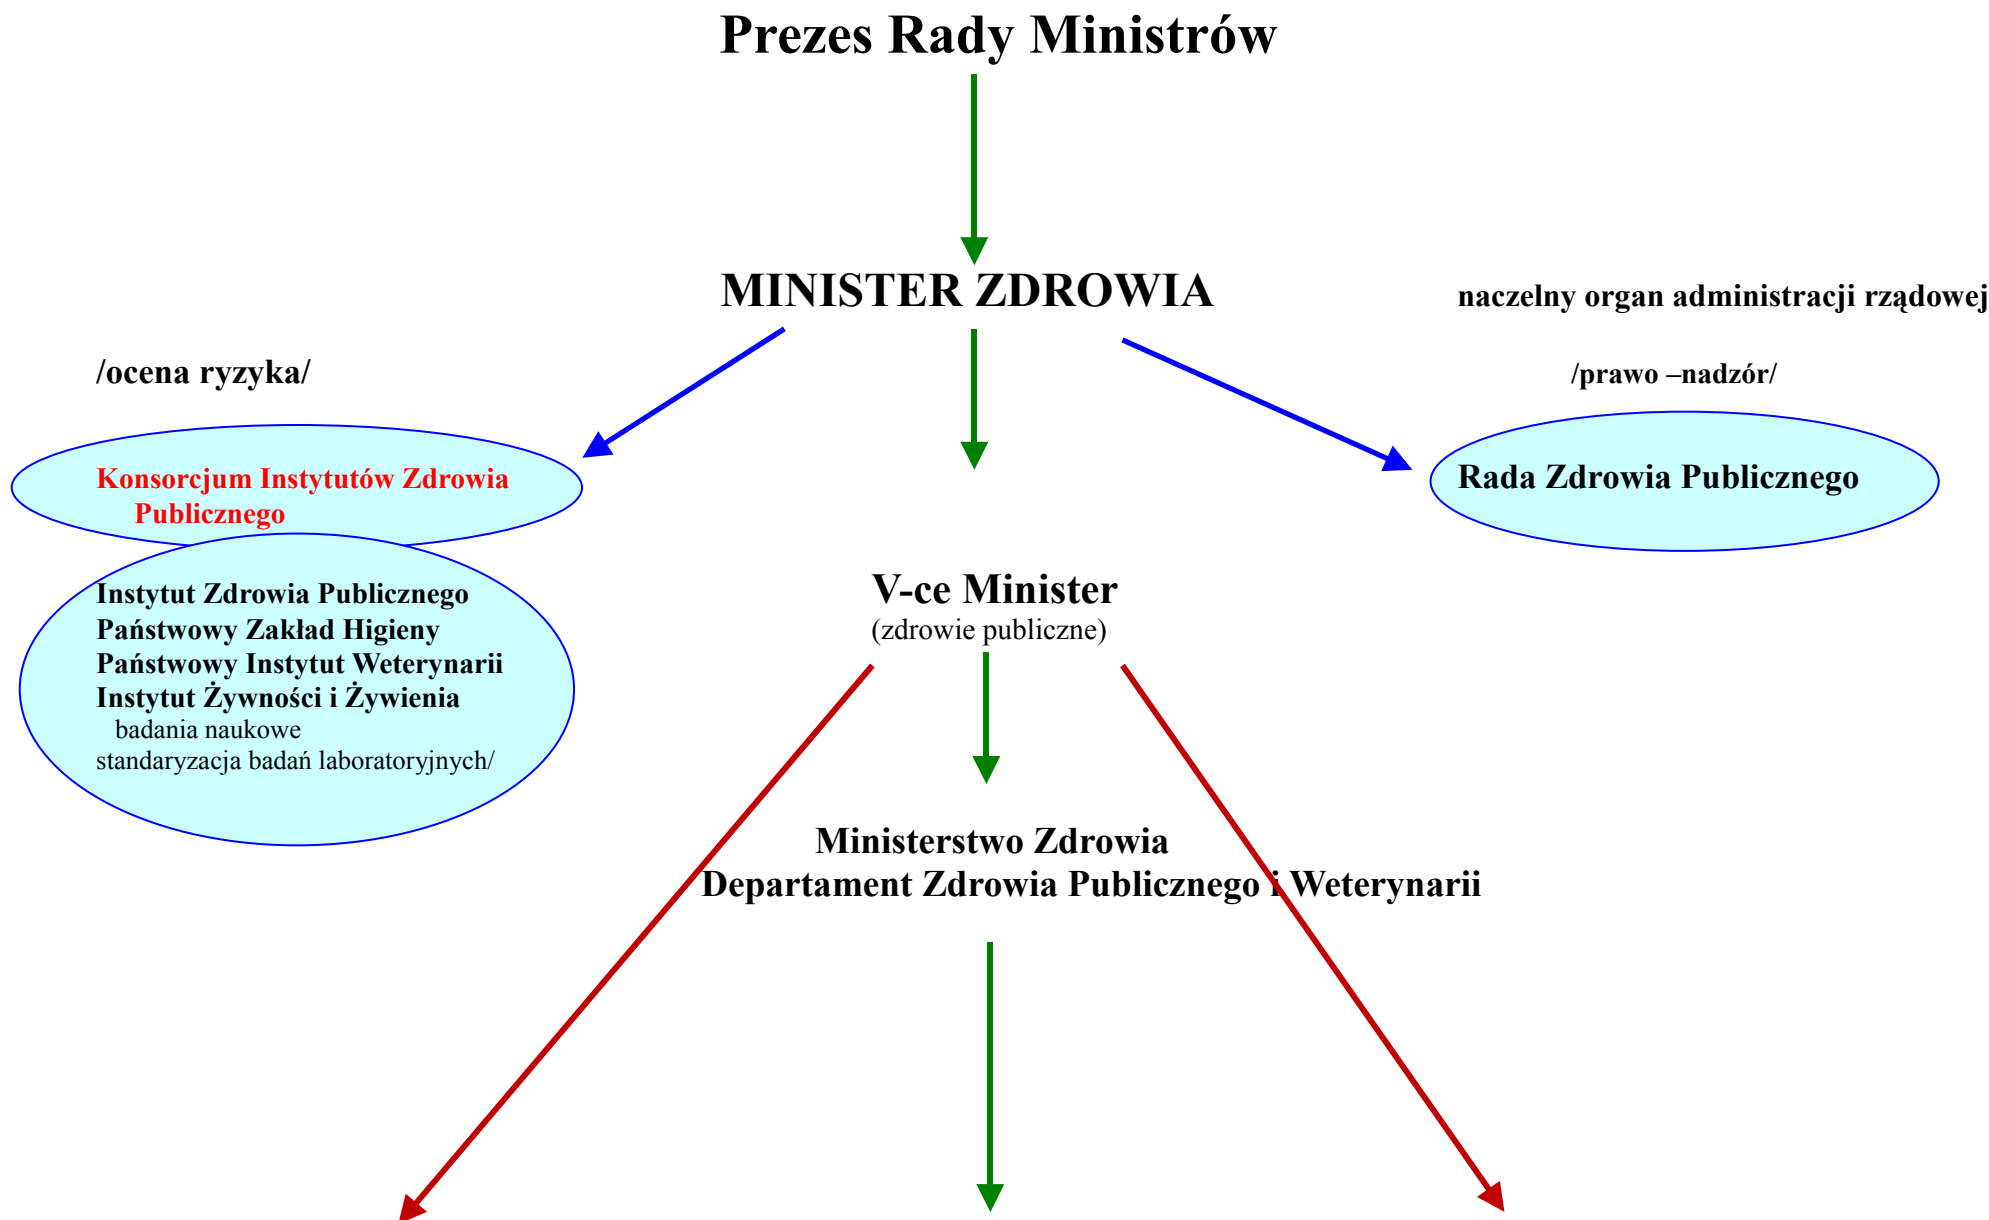 Prezes Rady Ministrów
MINISTER ZDROWIA
naczelny organ administracji rządowej
/ocena ryzyka/
/prawo –nadzór/
Konsorcjum Instytutów Zdrowia
Publicznego
Rada Zdrowia Publicznego
Instytut Zdrowia Publicznego
Państwowy Zakład Higieny
Państwowy Instytut Weterynarii
Instytut Żywności i Żywienia
badania naukowe
standaryzacja badań laboratoryjnych/
V-ce Minister
(zdrowie publiczne)
Ministerstwo Zdrowia
Departament Zdrowia Publicznego i Weterynarii